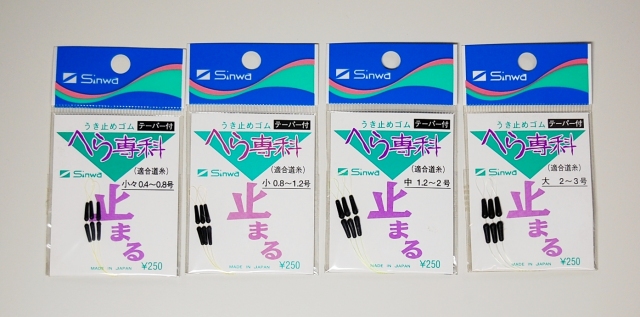 Sinwa
うき止めゴム テーパー付
へら専科
Sinwa (適合道糸)
小々0.4〜0.8号
止まる
MADE IN JAPAN ¥250
Sinwa
うき止めゴム テーパー付
へら専科
Sinwa (適合道糸)
小 0.8〜1.2号
止まる
MADE IN JAPAN ¥250
Sinwa
うき止めゴム テーパー付
へら専科
Sinwa (適合道糸)
中 1.2〜2号
止まる
MADE IN JAPAN ¥250
Sinwa
うき止めゴム テーパー付
へら専科
Sinwa (適合道糸)
大 2〜3号
止まる
MADE IN JAPAN ¥250